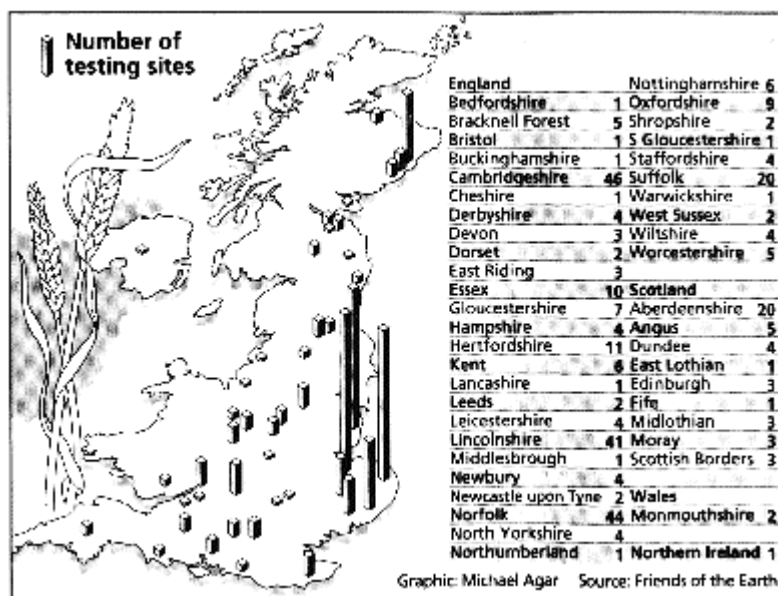 Number of
testing sites
England
Bedfordshire 1
Bracknell Forest 5
Bristol 1
Buckinghamshire 1
Cambridgeshire 46
Cheshire 1
Derbyshire 4
Devon 3
Dorset 2
East Riding 3
Essex 10
Gloucestershire 7
Hampshire 4
Hertfordshire 11
Kent 6
Lancashire 1
Leeds 2
Leicestershire 4
Lincolnshire 41
Middlesbrough 1
Newbury 4
Newcastle upon Tyne 2
Norfolk 44
North Yorkshire 4
Northumberland 1
Nottinghamshire 6
Oxfordshire 9
Shropshire 2
S Gloucestershire 1
Staffordshire 4
Suffolk 20
Warwickshire 1
West Sussex 2
Wiltshire 4
Worcestershire 5
Scotland
Aberdeenshire 20
Angus 5
Dundee 4
East Lothian 1
Edinburgh 3
Fife 1
Midlothian 3
Moray 3
Scottish Borders 3
Wales
Monmouthshire 2
Northern Ireland 1
Graphic: Michael Agar Source: Friends of the Earth